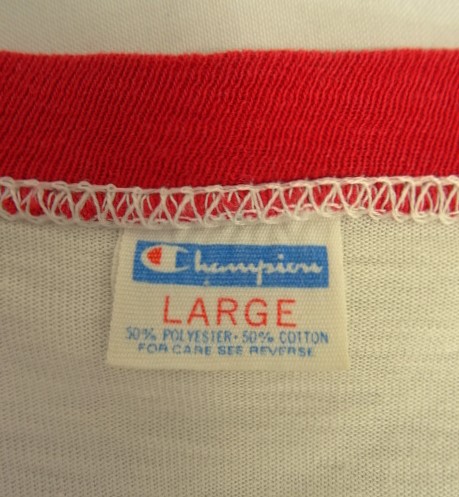 Champion
LARGE
50% POLYESTER • 50% COTTON
FOR CARE SEE REVERSE